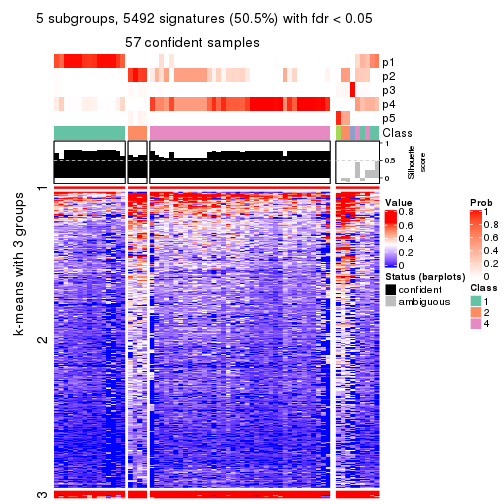 5 subgroups, 5492 signatures (50.5%) with fdr < 0.05
57 confident samples
p1
p2
p3
p4
p5
Class
1
0.5
0
Silhouette
score
k-means with 3 groups
1
2
3
Value
0.8
0.6
0.4
0.2
0
Status (barplots)
confident
ambiguous
Prob
1
0.8
0.6
0.4
0.2
0
Class
1
2
4